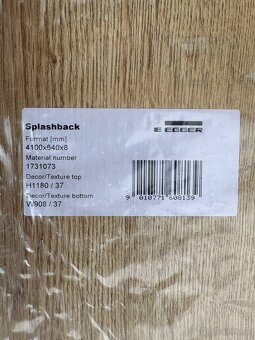 Splashback
E EGGER
Format [mm]
4100x640x8
Material number
1731073
Decor/Texture top
H1180 / 37
Decor/Texture bottom
W908 / 37
9 010771 608139